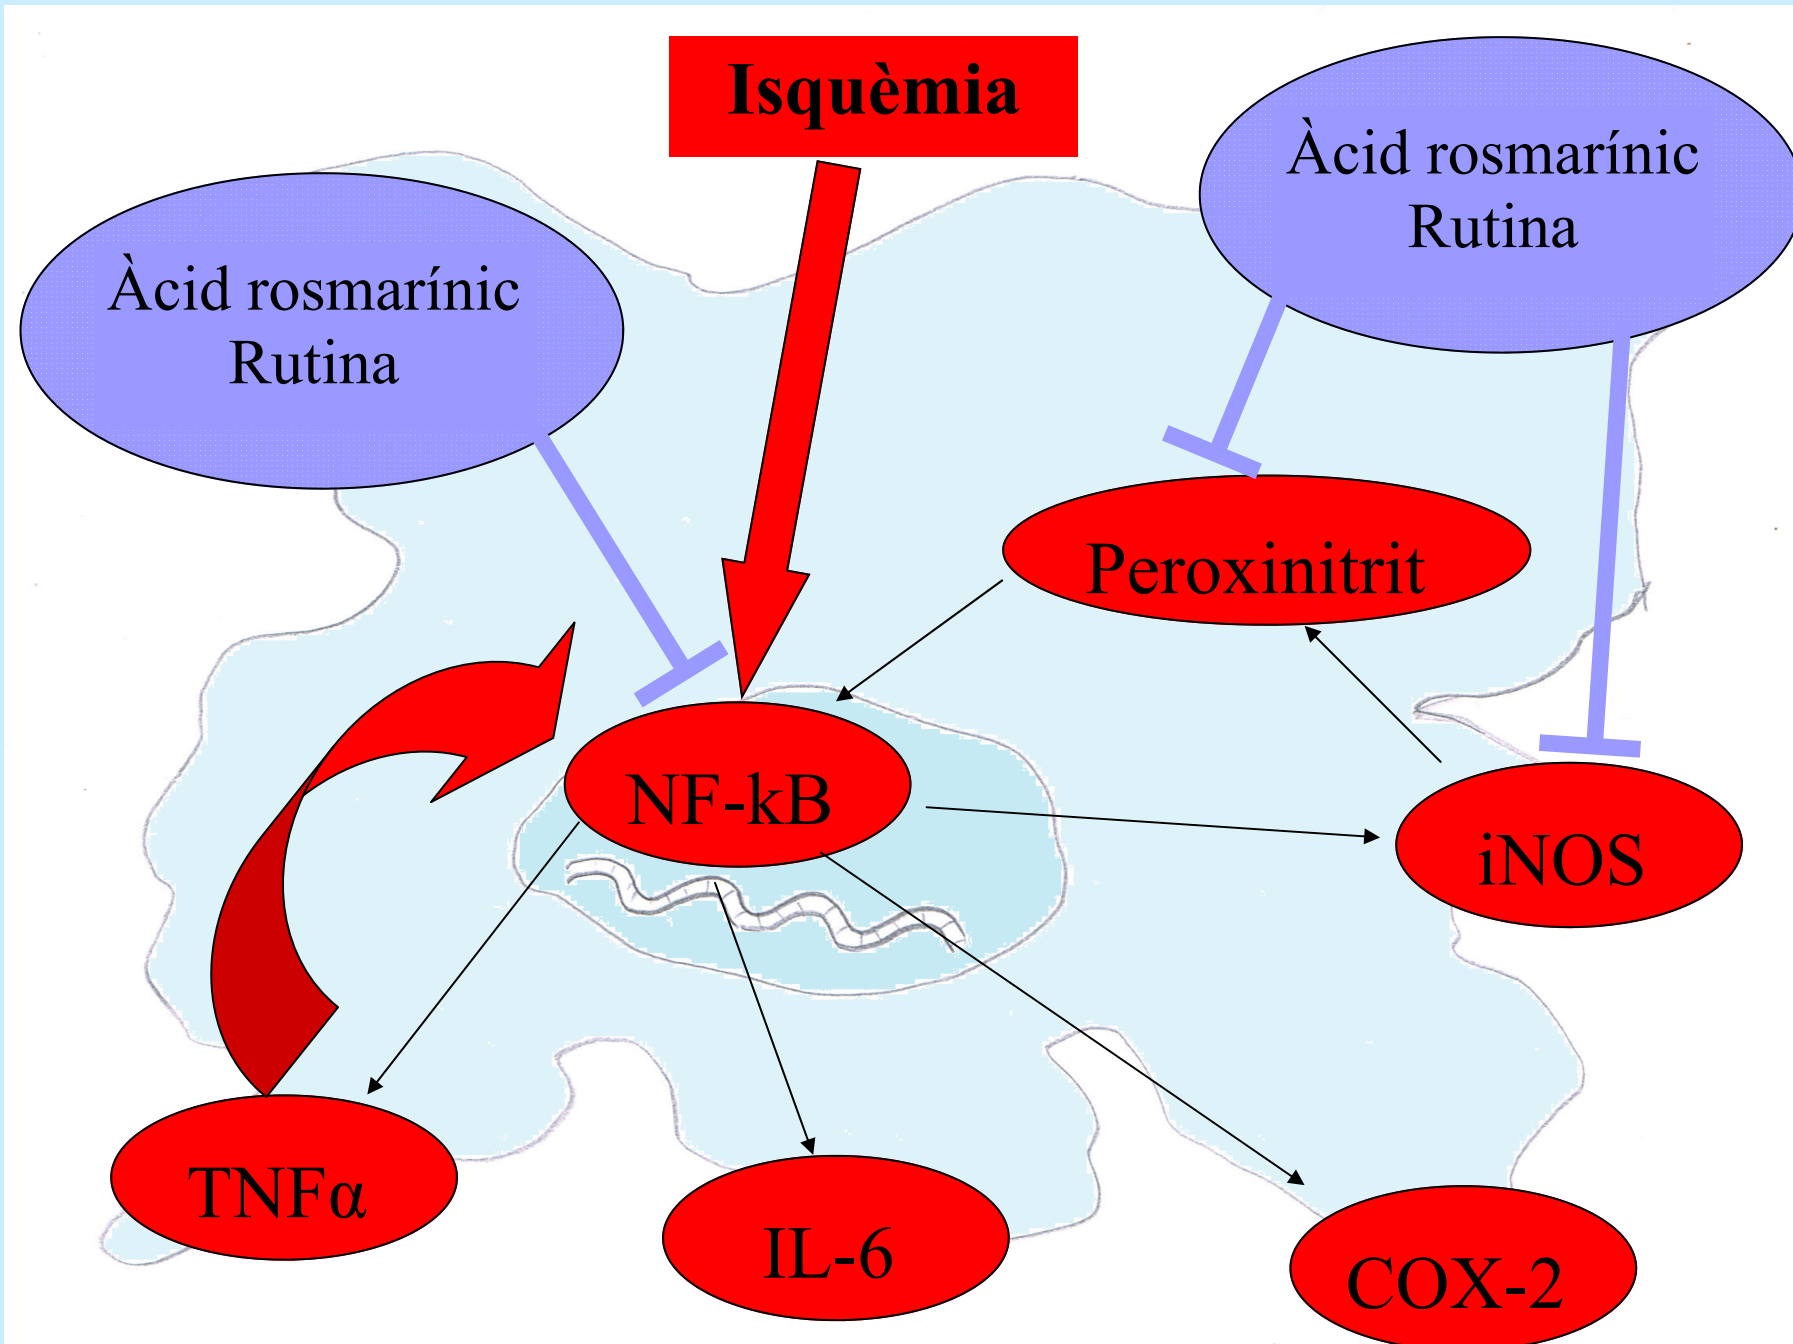 Isquèmia
Àcid rosmarínic
Rutina
Àcid rosmarínic
Rutina
Peroxinitrit
NF-kB
iNOS
TNFα
IL-6
COX-2